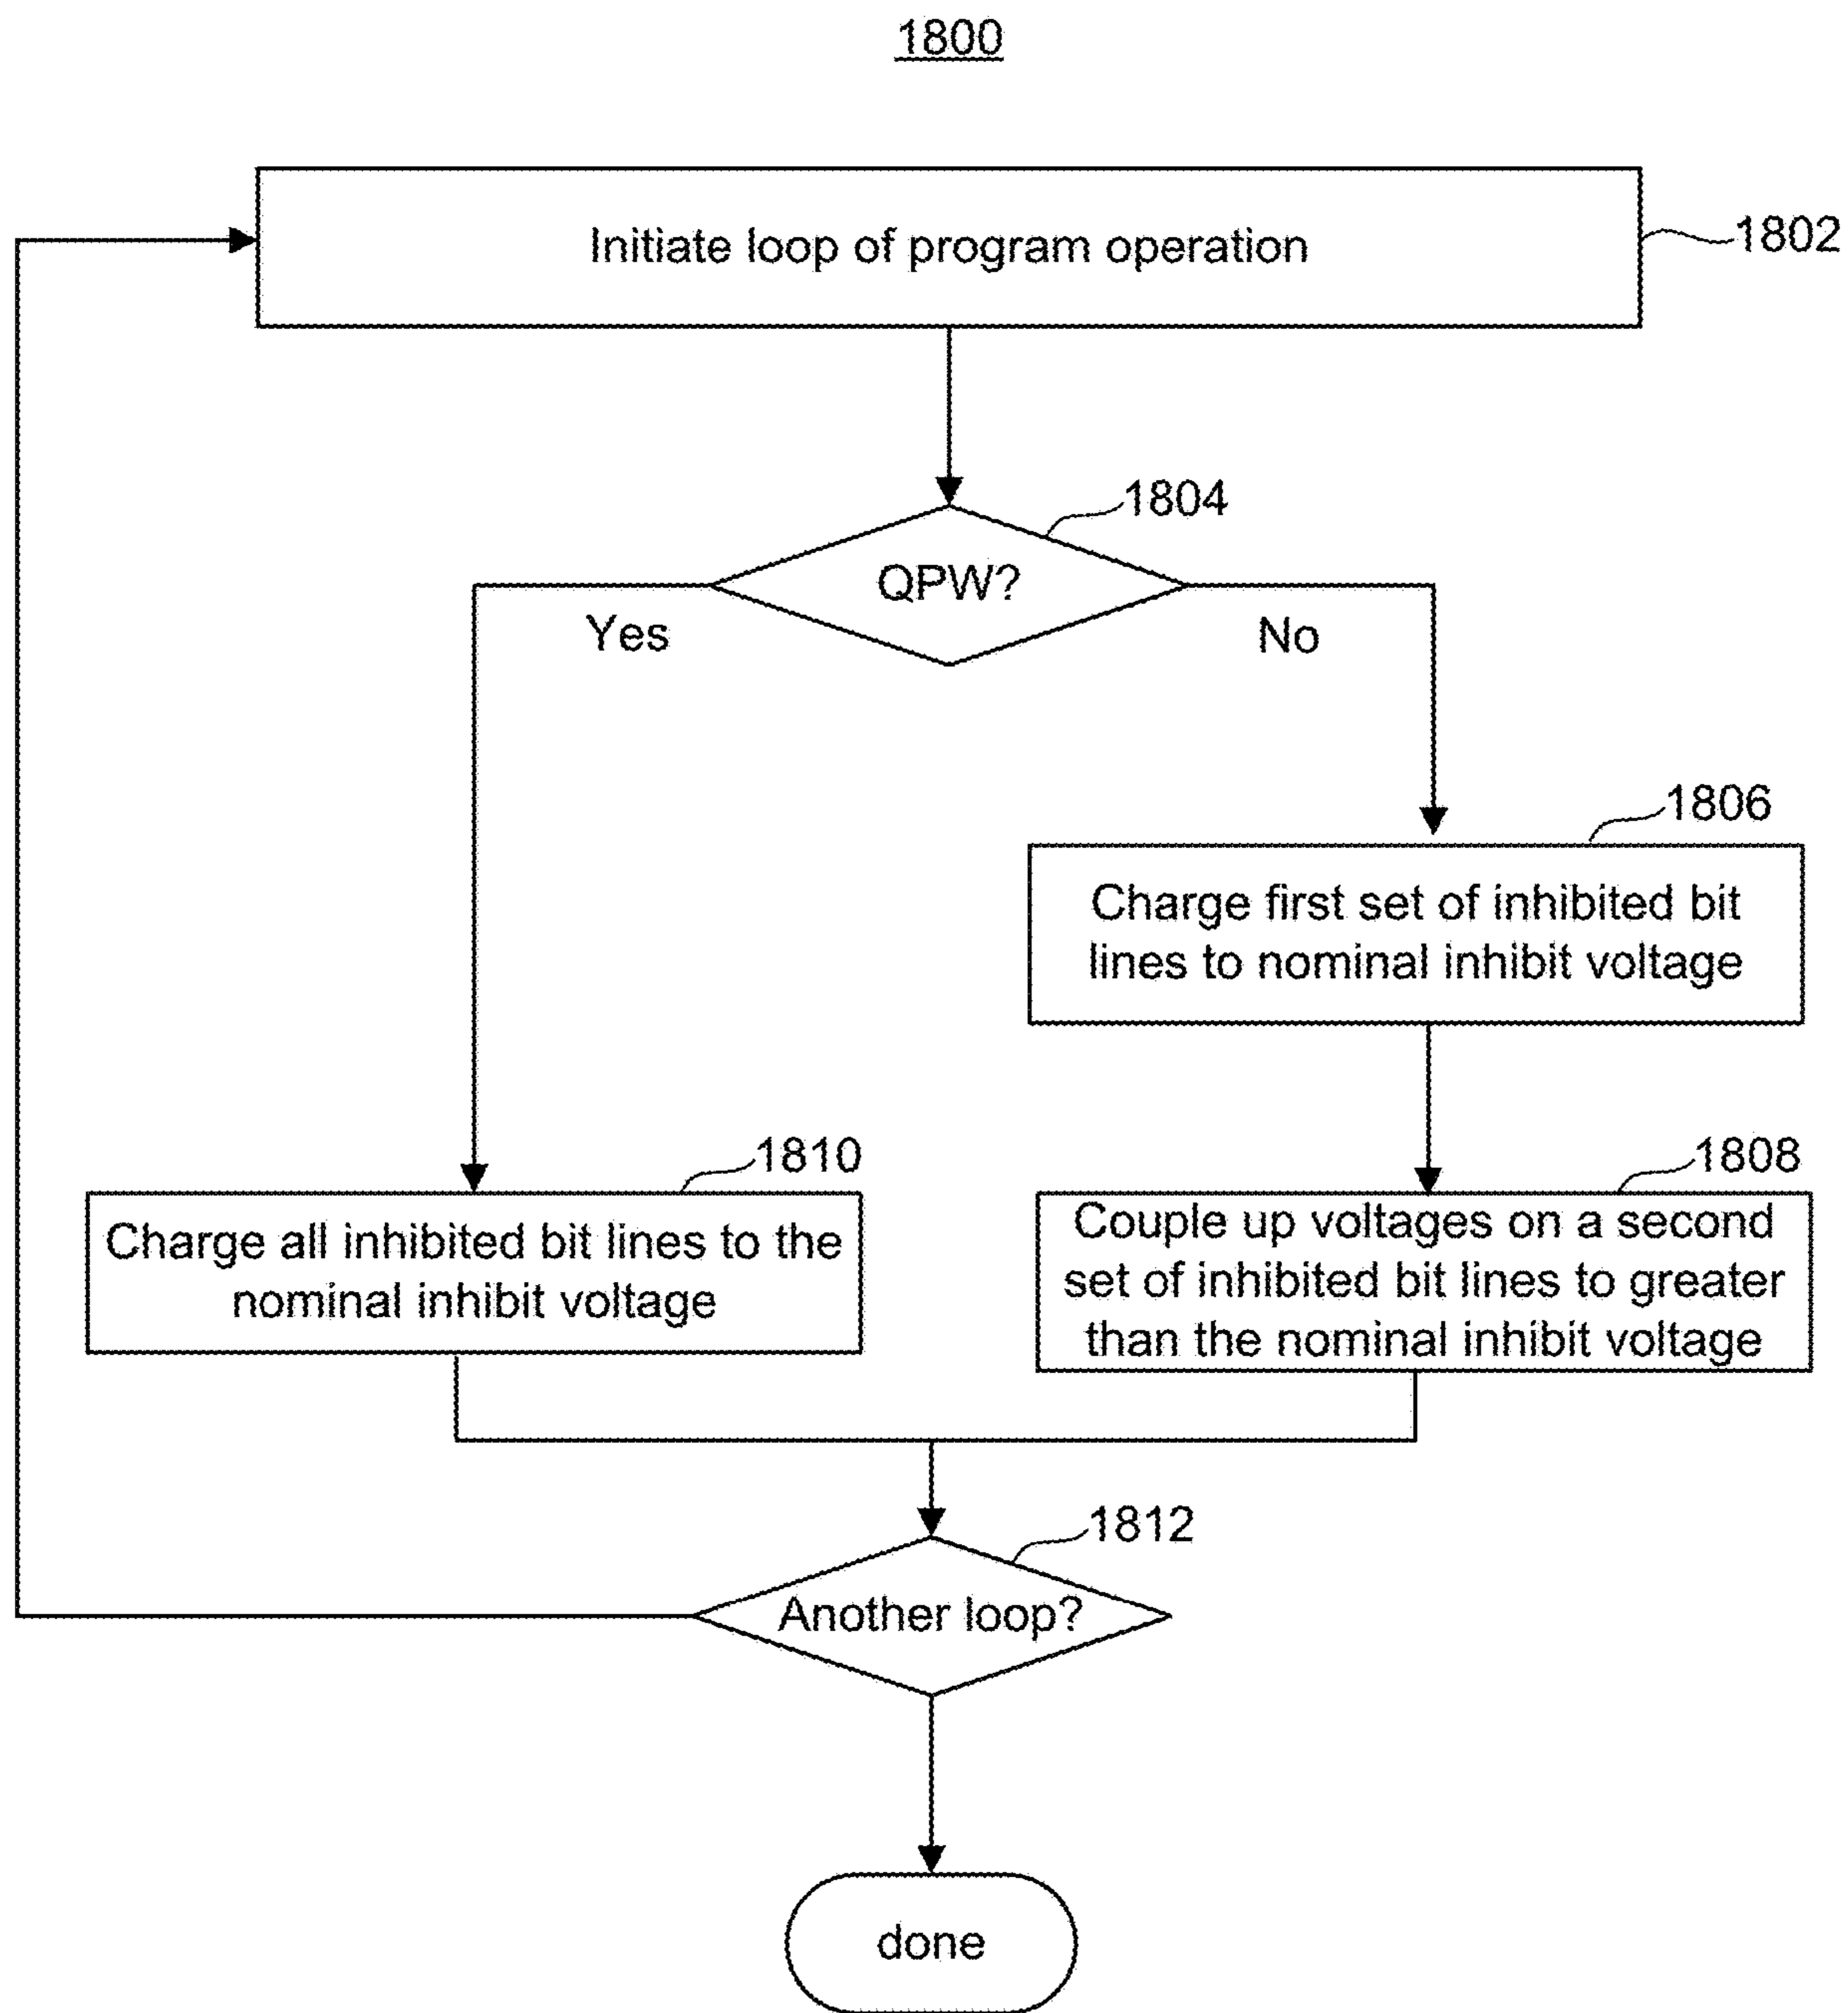 1800
Initiate loop of program operation
1802
1804
QPW?
Yes
No
1806
Charge first set of inhibited bit
lines to nominal inhibit voltage
1810
Charge all inhibited bit lines to the
nominal inhibit voltage
1808
Couple up voltages on a second
set of inhibited bit lines to greater
than the nominal inhibit voltage
1812
Another loop?
done